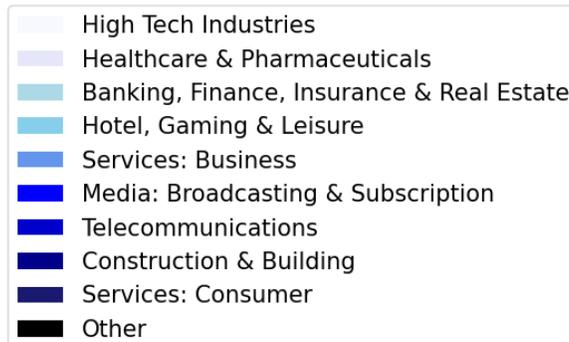 High Tech Industries
Healthcare & Pharmaceuticals
Banking, Finance, Insurance & Real Estate
Hotel, Gaming & Leisure
Services: Business
Media: Broadcasting & Subscription
Telecommunications
Construction & Building
Services: Consumer
Other